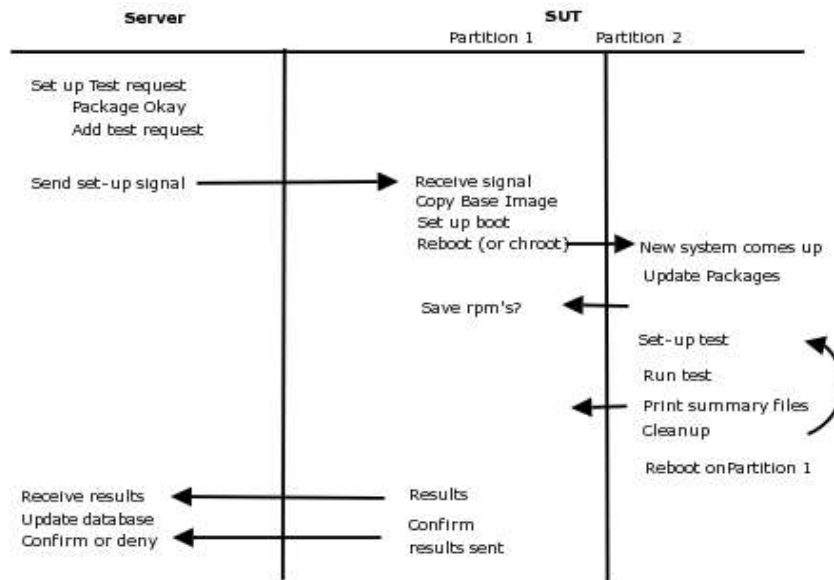 Server
SUT
Partition 1 Partition 2
Set up Test request
Package Okay
Add test request
Send set-up signal
Receive signal
Copy Base Image
Set up boot
Reboot (or chroot)
New system comes up
Update Packages
Save rpm's?
Set-up test
Run test
Print summary files
Cleanup
Reboot onPartition 1
Results
Receive results
Update database
Confirm or deny
Confirm
results sent